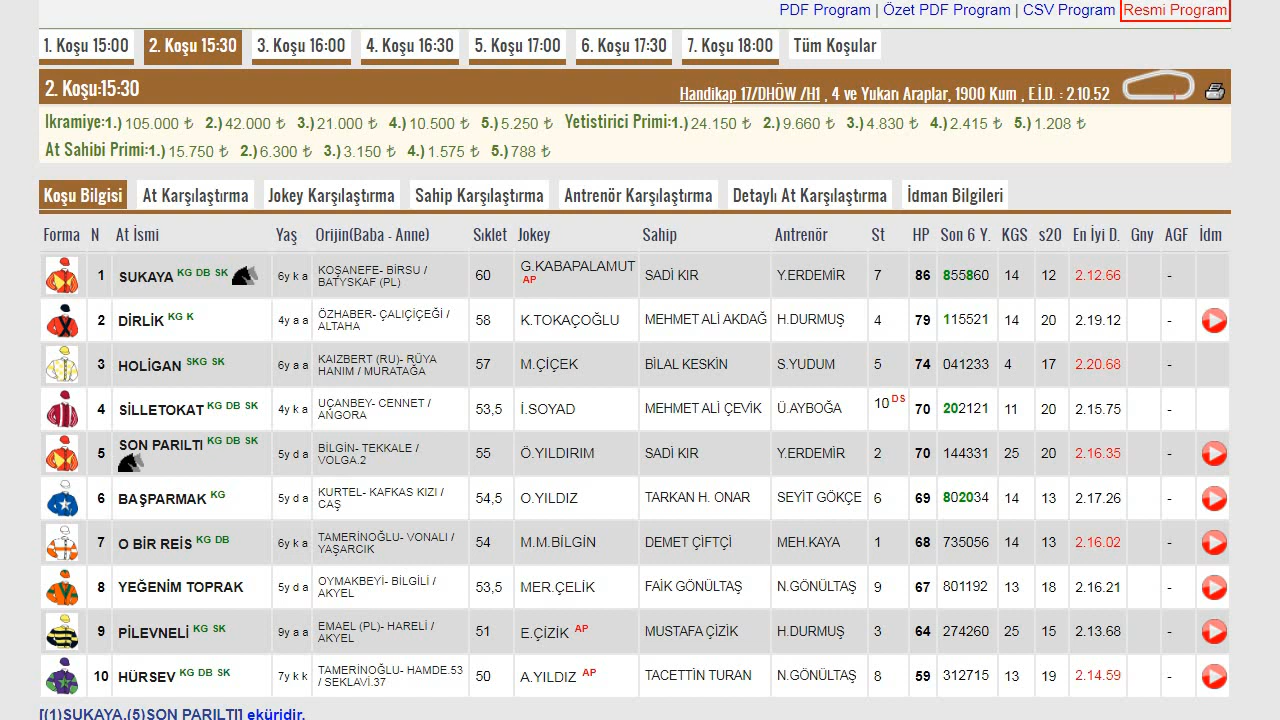 PDF Program | Özet PDF Program | CSV Program Resmi Program
1. Koşu 15:00 2. Koşu 15:30 3. Koşu 16:00 4. Koşu 16:30 5. Koşu 17:00 6. Koşu 17:30 7. Koşu 18:00 Tüm Koşular
2. Koşu:15:30 Handikap 17/DHÖW /H1 , 4 ve Yukarı Araplar, 1900 Kum , E.İ.D. : 2.10.52
Ikramiye:1.) 105.000 ₺ 2.) 42.000 ₺ 3.) 21.000 ₺ 4.) 10.500 ₺ 5.) 5.250 ₺ Yetistirici Primi:1.) 24.150 ₺ 2.) 9.660 ₺ 3.) 4.830 ₺ 4.) 2.415 ₺ 5.) 1.208 ₺
At Sahibi Primi:1.) 15.750 ₺ 2.) 6.300 ₺ 3.) 3.150 ₺ 4.) 1.575 ₺ 5.) 788 ₺
Koşu Bilgisi At Karşılaştırma Jokey Karşılaştırma Sahip Karşılaştırma Antrenör Karşılaştırma Detaylı At Karşılaştırma İdman Bilgileri
Forma N At İsmi Yaş Orijin(Baba - Anne) Sıklet Jokey Sahip Antrenör St HP Son 6 Y. KGS s20 En İyi D. Gny AGF İdm
1 SUKAYA KG DB SK 6y k a KOŞANEFE- BİRSU / BATYSKAF (PL) 60 G.KABAPALAMUT AP SADİ KIR Y.ERDEMİR 7 86 855860 14 12 2.12.66 -
2 DİRLİK KG K 4y a a ÖZHABER- ÇALIÇİÇEĞİ / ALTAHA 58 K.TOKAÇOĞLU MEHMET ALİ AKDAĞ H.DURMUŞ 4 79 115521 14 20 2.19.12 -
3 HOLİGAN SKG SK 6y a a KAIZBERT (RU)- RÜYA HANIM / MURATAĞA 57 M.ÇİÇEK BİLAL KESKİN S.YUDUM 5 74 041233 4 17 2.20.68 -
4 SİLLETOKAT KG DB SK 4y k a UÇANBEY- CENNET / ANGORA 53,5 İ.SOYAD MEHMET ALİ ÇEVİK Ü.AYBOĞA 10 DS 70 202121 11 20 2.15.75 -
5 SON PARILTI KG DB SK 5y d a BİLGİN- TEKKALE / VOLGA.2 55 Ö.YILDIRIM SADİ KIR Y.ERDEMİR 2 70 144331 25 20 2.16.35 -
6 BAŞPARMAK KG 5y d a KURTEL- KAFKAS KIZI / CAŞ 54,5 O.YILDIZ TARKAN H. ONAR SEYİT GÖKÇE 6 69 802034 14 13 2.17.26 -
7 O BİR REİS KG DB 6y k a TAMERİNOĞLU- VONALI / YAŞARCIK 54 M.M.BİLGİN DEMET ÇİFTÇİ MEH.KAYA 1 68 735056 14 13 2.16.02 -
8 YEĞENİM TOPRAK 5y d a OYMAKBEYİ- BİLGİLİ / AKYEL 53,5 MER.ÇELİK FAİK GÖNÜLTAŞ N.GÖNÜLTAŞ 9 67 801192 13 18 2.16.21 -
9 PİLEVNELİ KG SK 9y a a EMAEL (PL)- HARELİ / AKYEL 51 E.ÇİZİK AP MUSTAFA ÇİZİK H.DURMUŞ 3 64 274260 25 15 2.13.68 -
10 HÜRSEV KG DB SK 7y k k TAMERİNOĞLU- HAMDE.53 / SEKLAVİ.37 50 A.YILDIZ AP TACETTİN TURAN N.GÖNÜLTAŞ 8 59 312715 13 19 2.14.59 -
[(1)SUKAYA,(5)SON PARILTI] eküridir.